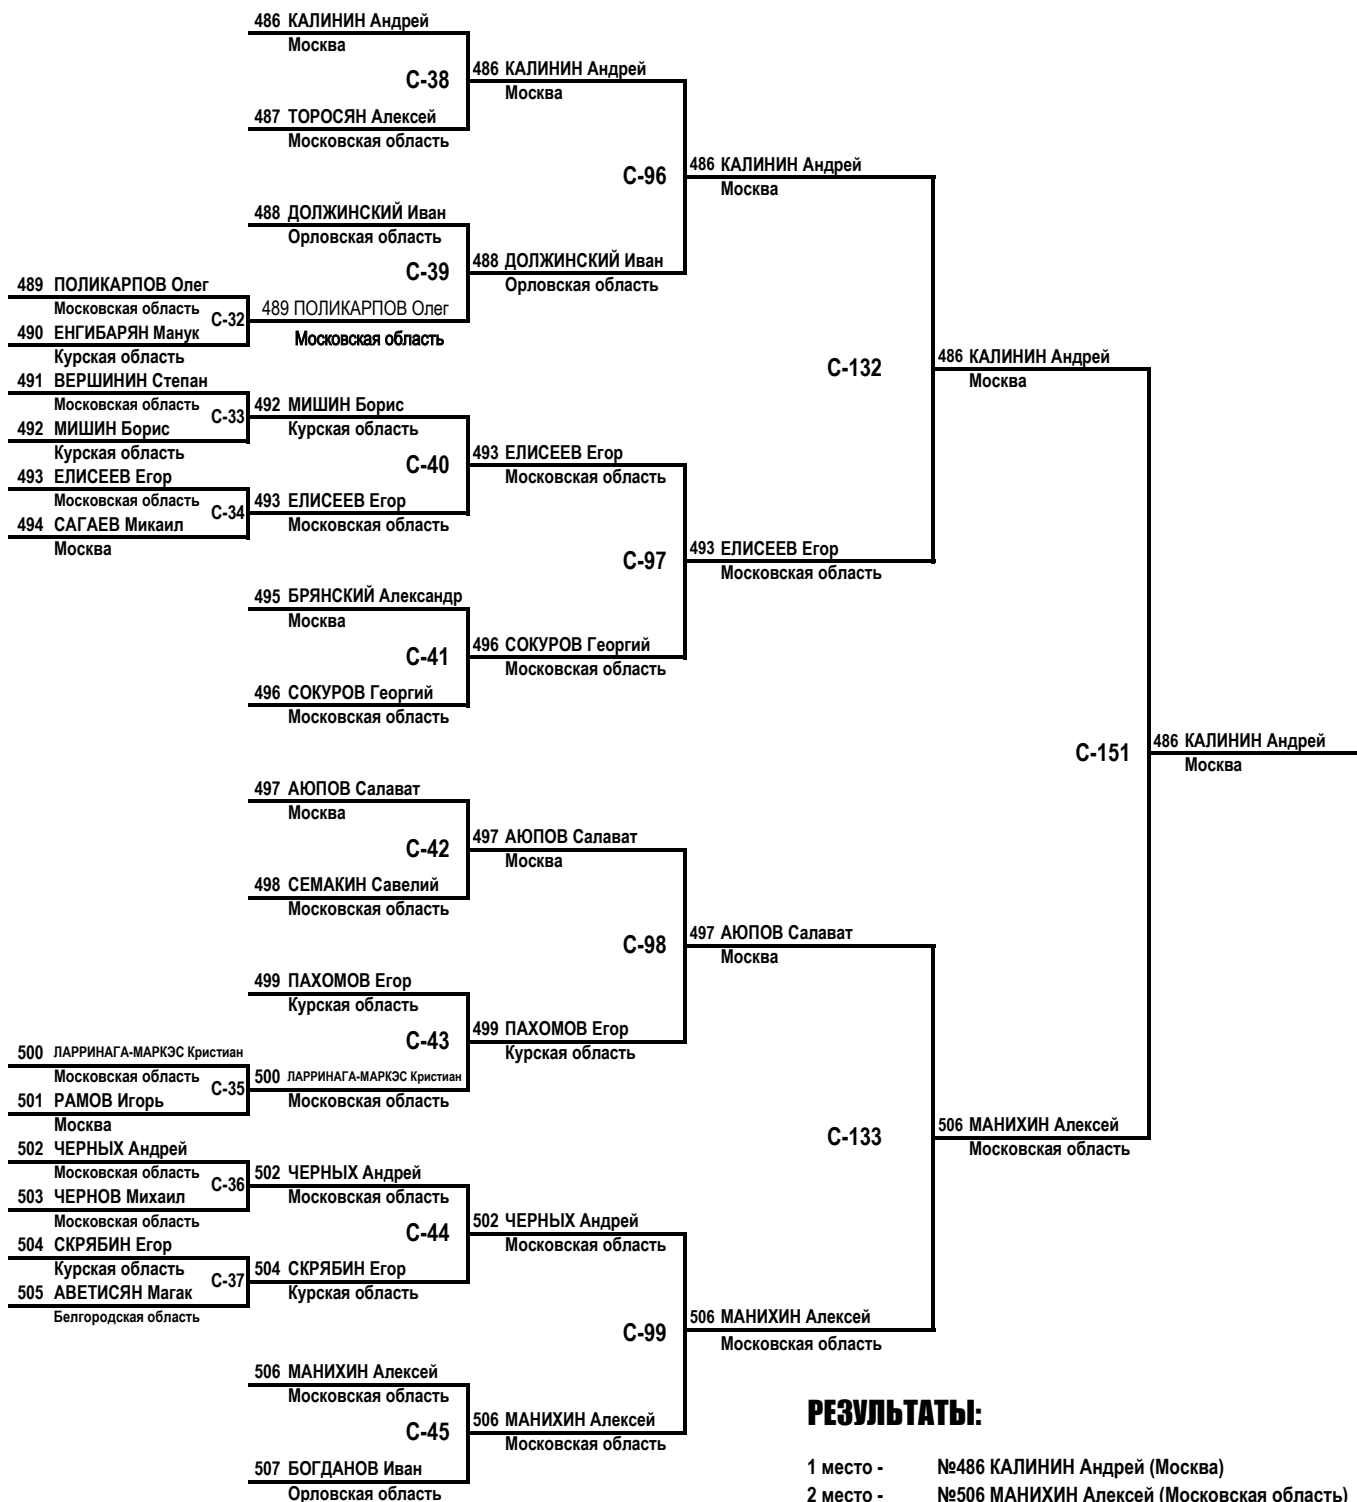 486 КАЛИНИН Андрей
Москва
С-38
486 КАЛИНИН Андрей
Москва
487 ТОРОСЯН Алексей
Московская область
С-96
486 КАЛИНИН Андрей
Москва
488 ДОЛЖИНСКИЙ Иван
Орловская область
С-39
488 ДОЛЖИНСКИЙ Иван
Орловская область
489 ПОЛИКАРПОВ Олег
Московская область
С-32
489 ПОЛИКАРПОВ Олег
Московская область
490 ЕНГИБАРЯН Манук
Курская область
С-132
486 КАЛИНИН Андрей
Москва
491 ВЕРШИНИН Степан
Московская область
С-33
492 МИШИН Борис
Курская область
492 МИШИН Борис
Курская область
С-40
493 ЕЛИСЕЕВ Егор
Московская область
493 ЕЛИСЕЕВ Егор
Московская область
С-34
493 ЕЛИСЕЕВ Егор
Московская область
494 САГАЕВ Микаил
Москва
С-97
493 ЕЛИСЕЕВ Егор
Московская область
495 БРЯНСКИЙ Александр
Москва
С-41
496 СОКУРОВ Георгий
Московская область
496 СОКУРОВ Георгий
Московская область
С-151
486 КАЛИНИН Андрей
Москва
497 АЮПОВ Салават
Москва
С-42
497 АЮПОВ Салават
Москва
498 СЕМАКИН Савелий
Московская область
С-98
497 АЮПОВ Салават
Москва
499 ПАХОМОВ Егор
Курская область
С-43
499 ПАХОМОВ Егор
Курская область
500 ЛАРРИНАГА-МАРКЭС Кристиан
Московская область
С-35
500 ЛАРРИНАГА-МАРКЭС Кристиан
Московская область
501 РАМОВ Игорь
Москва
С-133
506 МАНИХИН Алексей
Московская область
502 ЧЕРНЫХ Андрей
Московская область
С-36
502 ЧЕРНЫХ Андрей
Московская область
503 ЧЕРНОВ Михаил
Московская область
С-44
502 ЧЕРНЫХ Андрей
Московская область
504 СКРЯБИН Егор
Курская область
С-37
504 СКРЯБИН Егор
Курская область
505 АВЕТИСЯН Магак
Белгородская область
С-99
506 МАНИХИН Алексей
Московская область
506 МАНИХИН Алексей
Московская область
С-45
506 МАНИХИН Алексей
Московская область
507 БОГДАНОВ Иван
Орловская область
РЕЗУЛЬТАТЫ:
1 место - №486 КАЛИНИН Андрей (Москва)
2 место - №506 МАНИХИН Алексей (Московская область)